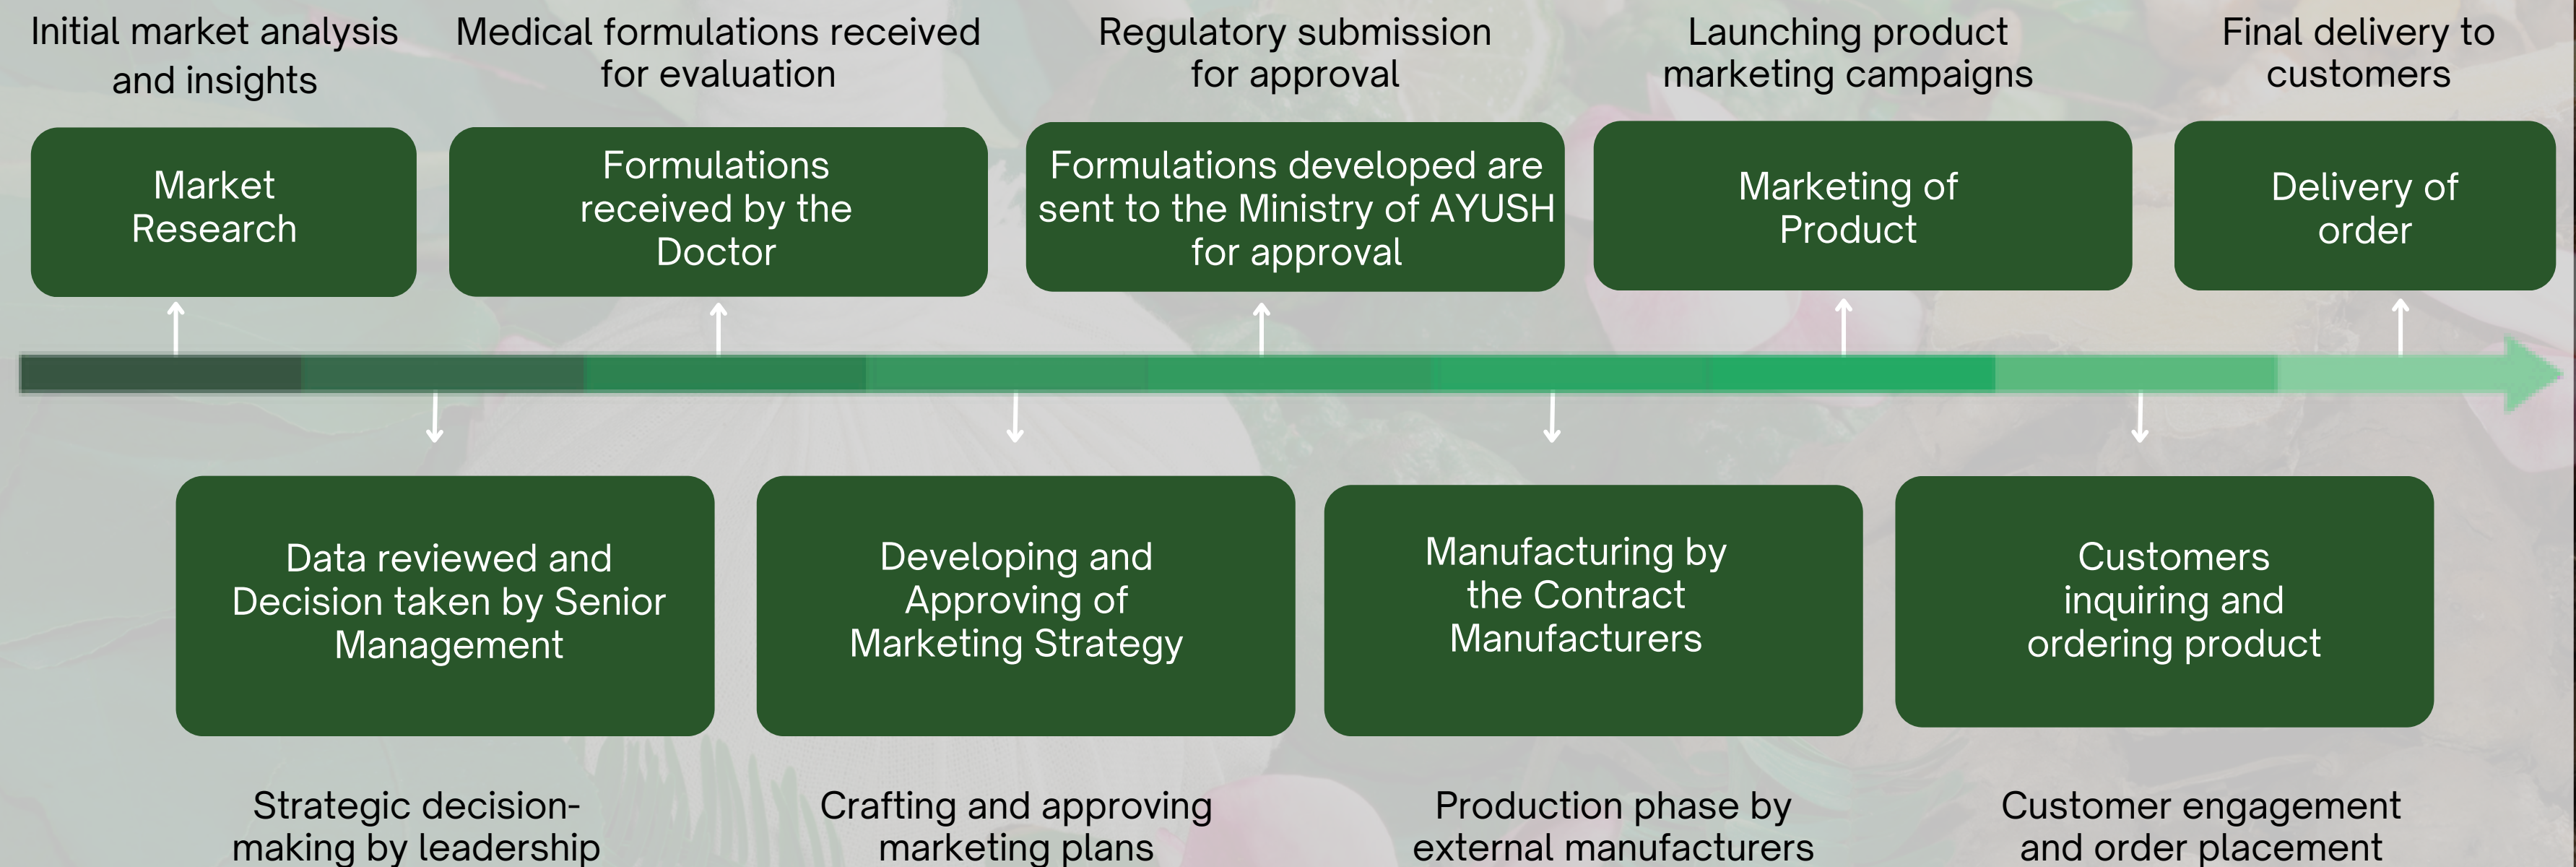 Initial market analysis
and insights
Medical formulations received
for evaluation
Regulatory submission
for approval
Launching product
marketing campaigns
Final delivery to
customers
Market
Research
Formulations
received by the
Doctor
Formulations developed are
sent to the Ministry of AYUSH
for approval
Marketing of
Product
Delivery of
order
Data reviewed and
Decision taken by Senior
Management
Developing and
Approving of
Marketing Strategy
Manufacturing by
the Contract
Manufacturers
Customers
inquiring and
ordering product
Strategic decision-
making by leadership
Crafting and approving
marketing plans
Production phase by
external manufacturers
Customer engagement
and order placement